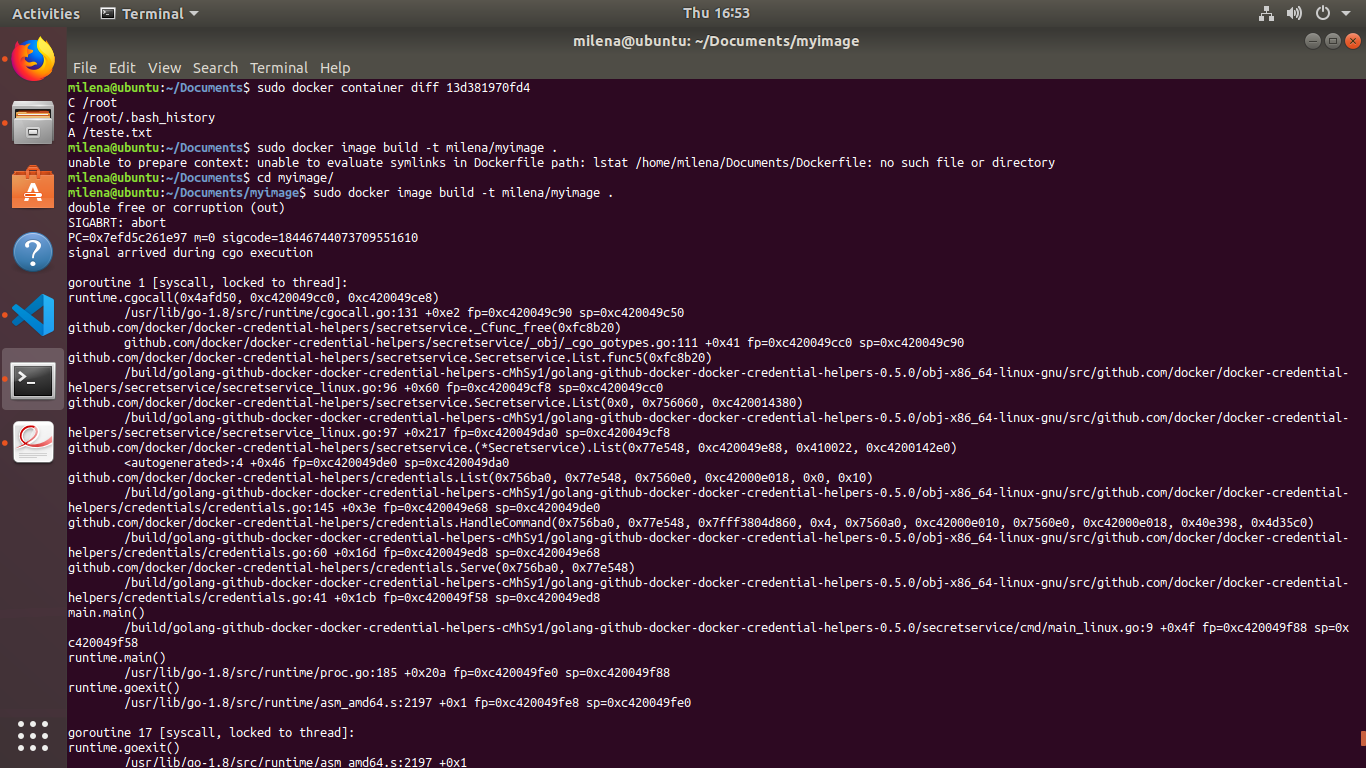 Activities Terminal Thu 16:53
milena@ubuntu: ~/Documents/myimage
File Edit View Search Terminal Help
milena@ubuntu:~/Documents$ sudo docker container diff 13d381970fd4
C /root
C /root/.bash_history
A /teste.txt
milena@ubuntu:~/Documents$ sudo docker image build -t milena/myimage .
unable to prepare context: unable to evaluate symlinks in Dockerfile path: lstat /home/milena/Documents/Dockerfile: no such file or directory
milena@ubuntu:~/Documents$ cd myimage/
milena@ubuntu:~/Documents/myimage$ sudo docker image build -t milena/myimage .
double free or corruption (out)
SIGABRT: abort
PC=0x7efd5c261e97 m=0 sigcode=18446744073709551610
signal arrived during cgo execution
goroutine 1 [syscall, locked to thread]:
runtime.cgocall(0x4afd50, 0xc420049cc0, 0xc420049ce8)
/usr/lib/go-1.8/src/runtime/cgocall.go:131 +0xe2 fp=0xc420049c90 sp=0xc420049c50
github.com/docker/docker-credential-helpers/secretservice._Cfunc_free(0xfc8b20)
github.com/docker/docker-credential-helpers/secretservice/_obj/_cgo_gotypes.go:111 +0x41 fp=0xc420049cc0 sp=0xc420049c90
github.com/docker/docker-credential-helpers/secretservice.Secretservice.List.func5(0xfc8b20)
/build/golang-github-docker-docker-credential-helpers-cMhSy1/golang-github-docker-docker-credential-helpers-0.5.0/obj-x86_64-linux-gnu/src/github.com/docker/docker-credential-
helpers/secretservice/secretservice_linux.go:96 +0x60 fp=0xc420049cf8 sp=0xc420049cc0
github.com/docker/docker-credential-helpers/secretservice.Secretservice.List(0x0, 0x756060, 0xc420014380)
/build/golang-github-docker-docker-credential-helpers-cMhSy1/golang-github-docker-docker-credential-helpers-0.5.0/obj-x86_64-linux-gnu/src/github.com/docker/docker-credential-
helpers/secretservice/secretservice_linux.go:97 +0x217 fp=0xc420049da0 sp=0xc420049cf8
github.com/docker/docker-credential-helpers/secretservice.(*Secretservice).List(0x77e548, 0xc420049e88, 0x410022, 0xc4200142e0)
<autogenerated>:4 +0x46 fp=0xc420049de0 sp=0xc420049da0
github.com/docker/docker-credential-helpers/credentials.List(0x756ba0, 0x77e548, 0x7560e0, 0xc42000e018, 0x0, 0x10)
/build/golang-github-docker-docker-credential-helpers-cMhSy1/golang-github-docker-docker-credential-helpers-0.5.0/obj-x86_64-linux-gnu/src/github.com/docker/docker-credential-
helpers/credentials/credentials.go:145 +0x3e fp=0xc420049e68 sp=0xc420049de0
github.com/docker/docker-credential-helpers/credentials.HandleCommand(0x756ba0, 0x77e548, 0x7fff3804d860, 0x4, 0x7560a0, 0xc42000e010, 0x7560e0, 0xc42000e018, 0x40e398, 0x4d35c0)
/build/golang-github-docker-docker-credential-helpers-cMhSy1/golang-github-docker-docker-credential-helpers-0.5.0/obj-x86_64-linux-gnu/src/github.com/docker/docker-credential-
helpers/credentials/credentials.go:60 +0x16d fp=0xc420049ed8 sp=0xc420049e68
github.com/docker/docker-credential-helpers/credentials.Serve(0x756ba0, 0x77e548)
/build/golang-github-docker-docker-credential-helpers-cMhSy1/golang-github-docker-docker-credential-helpers-0.5.0/obj-x86_64-linux-gnu/src/github.com/docker/docker-credential-
helpers/credentials/credentials.go:41 +0x1cb fp=0xc420049f58 sp=0xc420049ed8
main.main()
/build/golang-github-docker-docker-credential-helpers-cMhSy1/golang-github-docker-docker-credential-helpers-0.5.0/secretservice/cmd/main_linux.go:9 +0x4f fp=0xc420049f88 sp=0x
c420049f58
runtime.main()
/usr/lib/go-1.8/src/runtime/proc.go:185 +0x20a fp=0xc420049fe0 sp=0xc420049f88
runtime.goexit()
/usr/lib/go-1.8/src/runtime/asm_amd64.s:2197 +0x1 fp=0xc420049fe8 sp=0xc420049fe0
goroutine 17 [syscall, locked to thread]:
runtime.goexit()
/usr/lib/go-1.8/src/runtime/asm_amd64.s:2197 +0x1